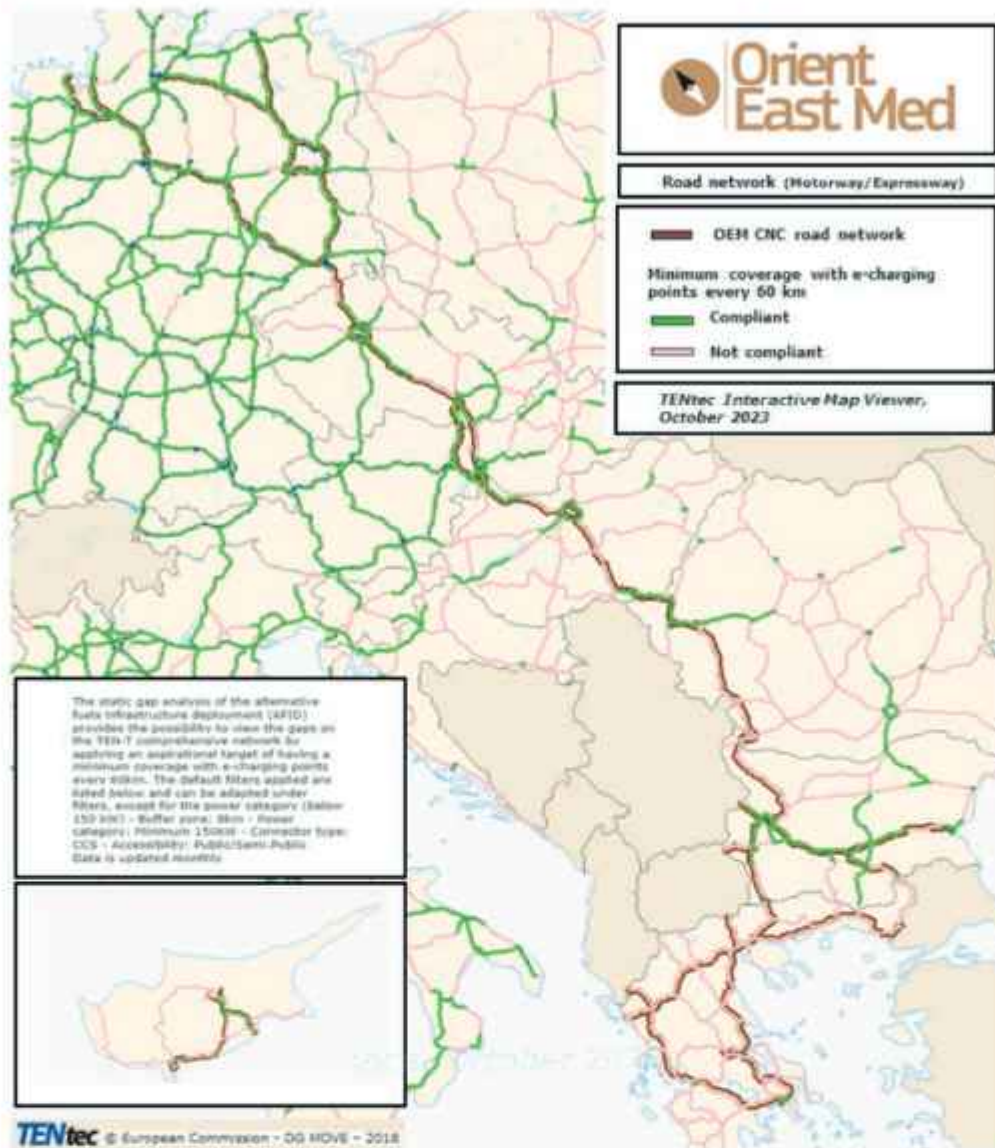 Orient
East Med
Road network (Motorway/Expressway)
OEM CNC road network
Minimum coverage with e-charging
points every 60 km
Compliant
Not compliant
TENtec Interactive Map Viewer,
October 2023
The static gap analysis of the alternative
fuels infrastructure deployment (AFID)
provides the possibility to view the gaps on
the TEN-T comprehensive network by
applying an aspirational target of having a
minimum coverage with e-charging points
every 60km. The default filters applied are
listed below and can be adapted under
filters, except for the power category (below
150 kW) - Buffer zone: - Power
category: Minimum 150KW - Connector type:
CCS - Accessibility: Public/Semi-Public
Data is updated monthly
TENtec © European Commission - DG MOVE - 2018